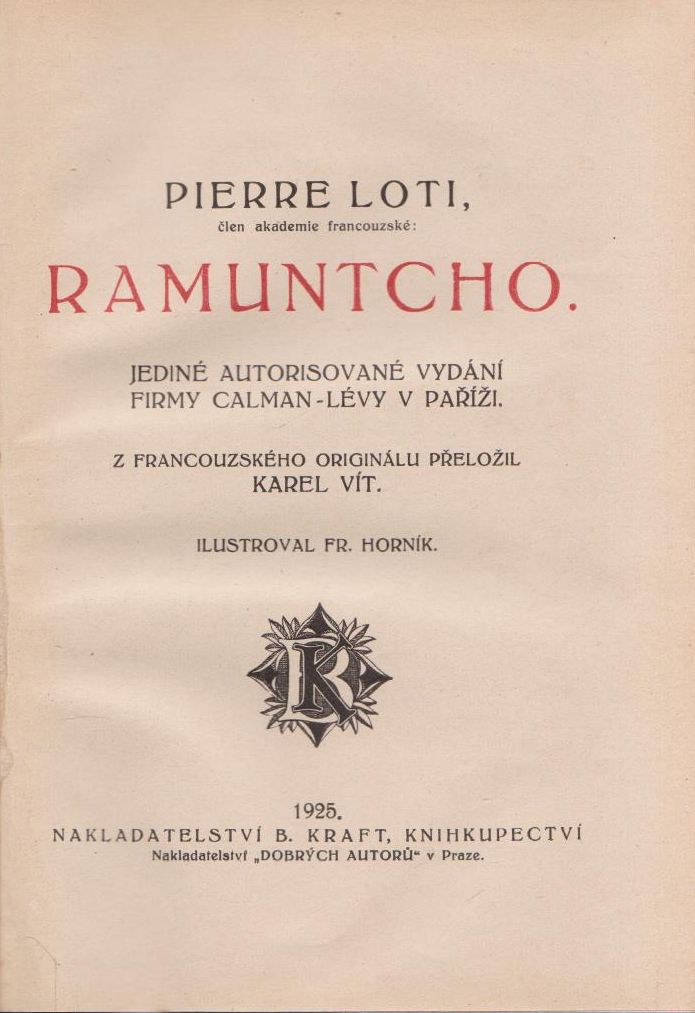 PIERRE LOTI,
člen akademie francouzské:
RAMUNTCHO.
JEDINÉ AUTORISOVANÉ VYDÁNÍ
FIRMY CALMAN-LÉVY V PAŘÍŽI.
Z FRANCOUZSKÉHO ORIGINÁLU PŘELOŽIL
KAREL VÍT.
ILUSTROVAL FR. HORNÍK.
BK
1925.
NAKLADATELSTVÍ B. KRAFT, KNIHKUPECTVÍ
Nakladatelství „DOBRÝCH AUTORŮ“ v Praze.